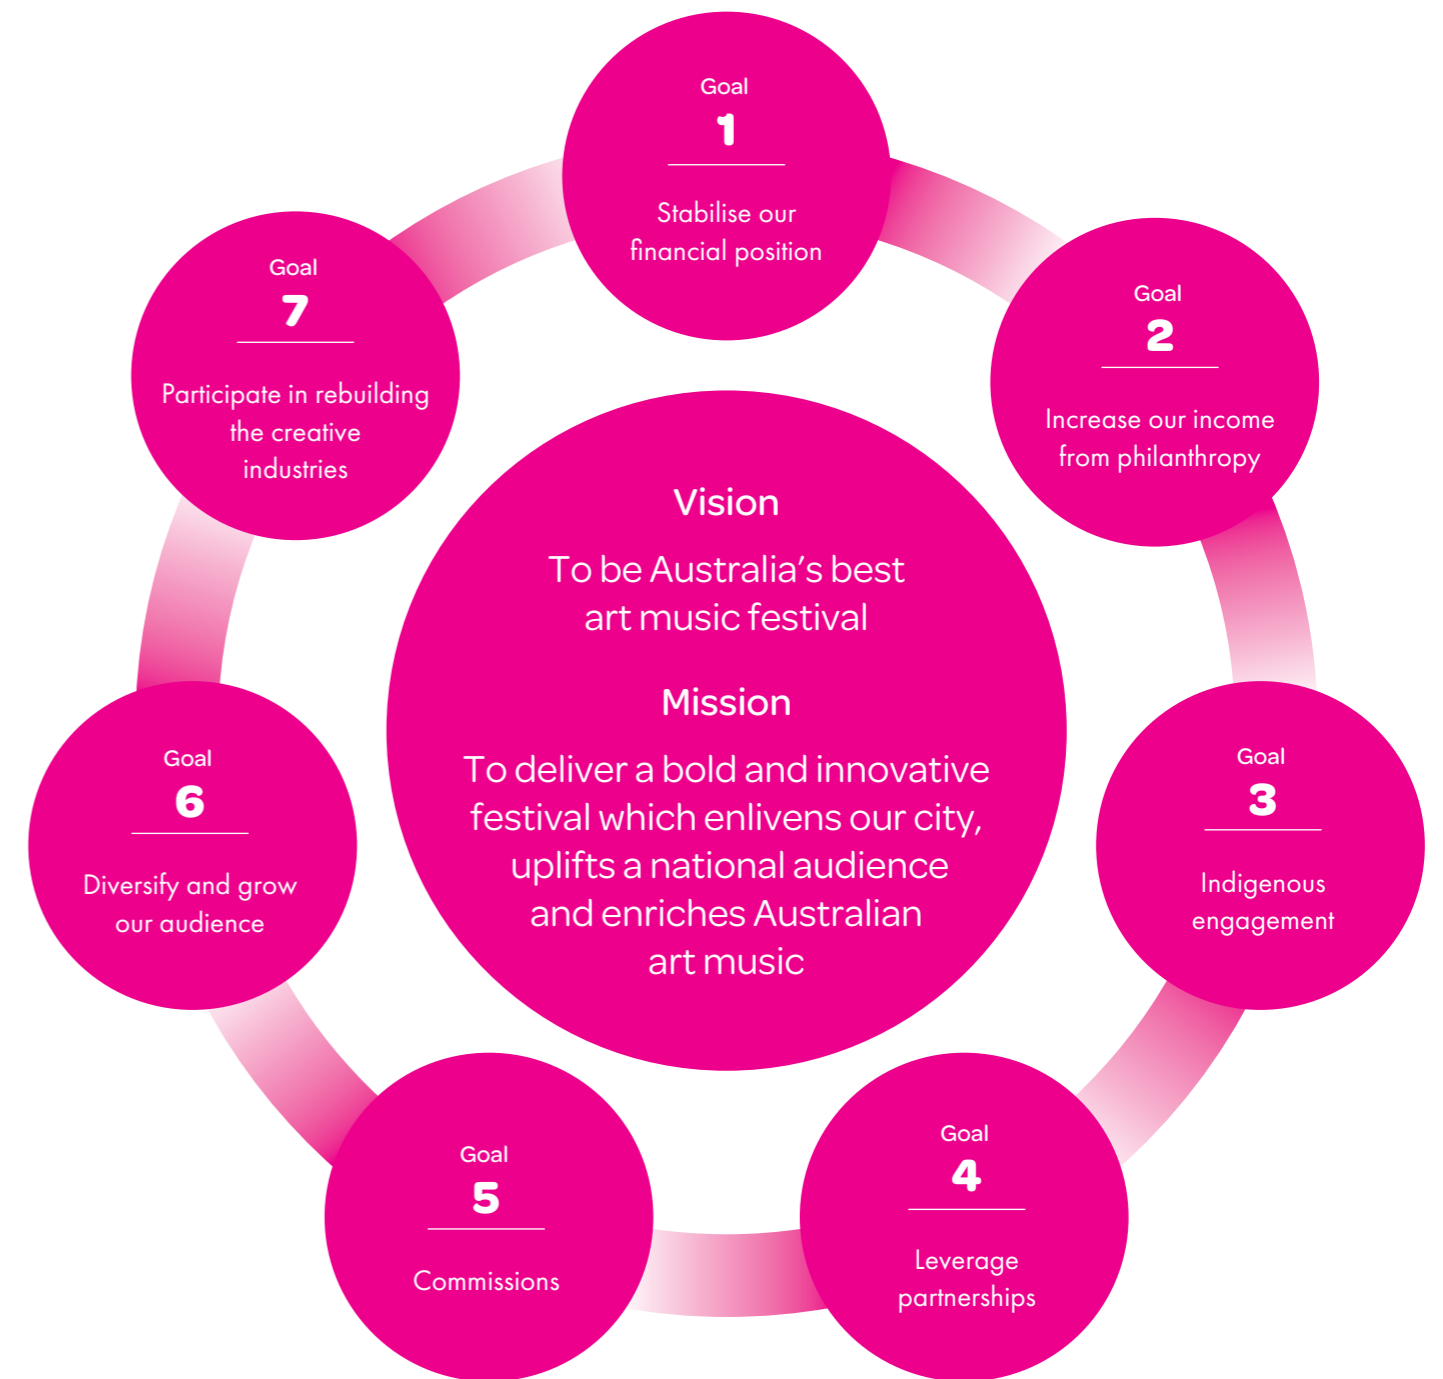 Goal
1
Stabilise our
financial position
Goal
2
Increase our income
from philanthropy
Goal
3
Indigenous
engagement
Goal
4
Leverage
partnerships
Goal
5
Commissions
Goal
6
Diversify and grow
our audience
Goal
7
Participate in rebuilding
the creative
industries
Vision
To be Australia’s best
art music festival
Mission
To deliver a bold and innovative
festival which enlivens our city,
uplifts a national audience
and enriches Australian
art music